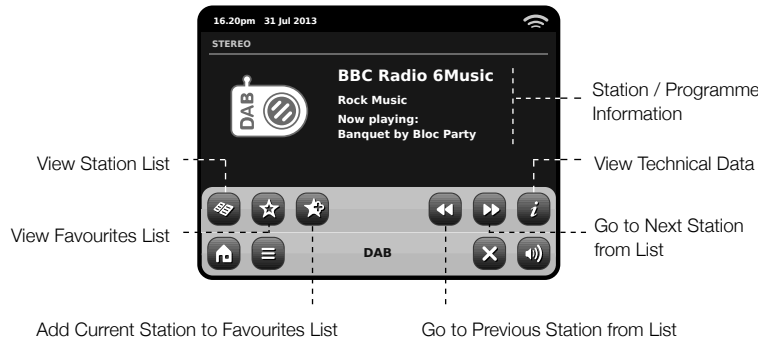 16.20pm 31 Jul 2013
STEREO
BBC Radio 6Music
DAB
Rock Music
Now playing:
Banquet by Bloc Party
Station / Programme
Information
View Station List
View Technical Data
View Favourites List
Go to Next Station
from List
i
DAB
Add Current Station to Favourites List
Go to Previous Station from List